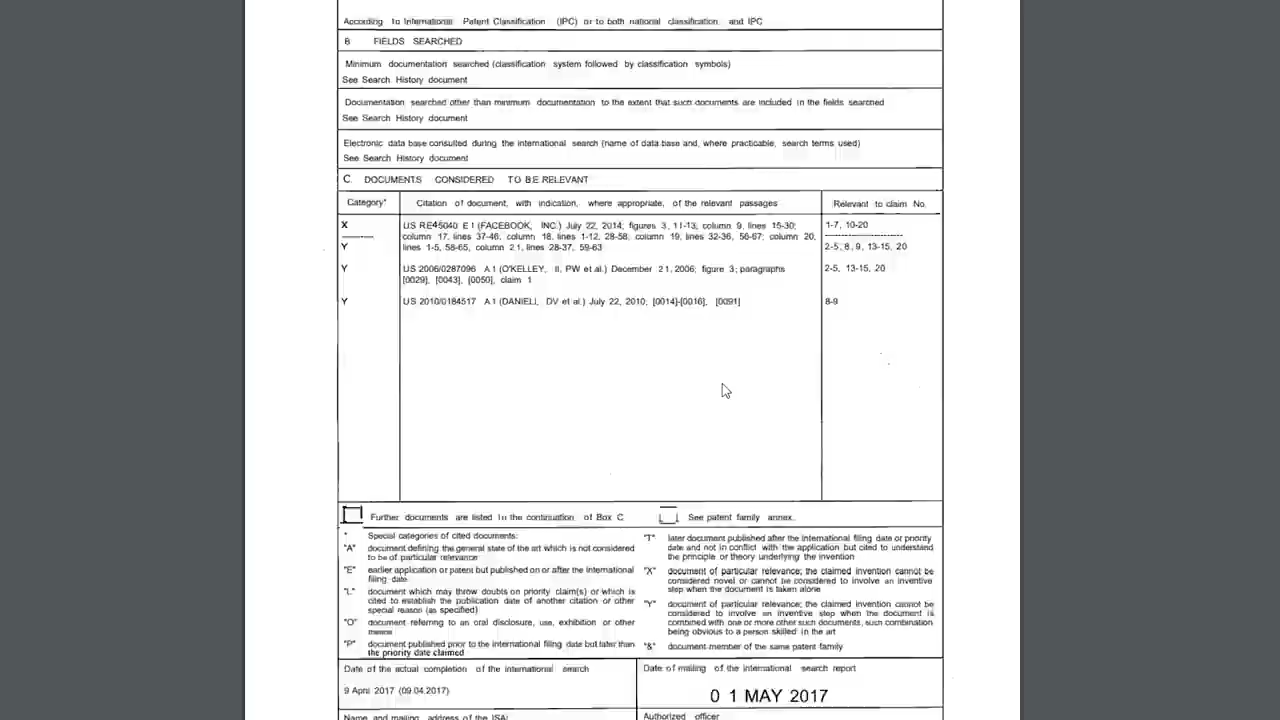 According to International Patent Classification (IPC) or to both national classification and IPC
B FIELDS SEARCHED
Minimum documentation searched (classification system followed by classification symbols)
See Search History document
Documentation searched other than minimum documentation to the extent that such documents are included in the fields searched
See Search History document
Electronic data base consulted during the international search (name of data base and, where practicable, search terms used)
See Search History document
C. DOCUMENTS CONSIDERED TO BE RELEVANT
Category* Citation of document, with indication, where appropriate, of the relevant passages Relevant to claim No.
X US RE45040 E1 (FACEBOOK, INC.) July 22, 2014; figures 3, 11-13; column 9, lines 15-30; 1-7, 10-20
column 17, lines 37-46, column 18, lines 1-12, 28-58; column 19, lines 32-36, 56-67; column 20,
Y lines 1-5, 58-65, column 21, lines 28-37, 59-63 2-5, 8, 9, 13-15, 20
Y US 2006/0287096 A1 (O'KELLEY, II, PW et al.) December 21, 2006; figure 3; paragraphs 2-5, 13-15, 20
[0029], [0043], [0050], claim 1
Y US 2010/0184517 A1 (DANIELI, DV et al.) July 22, 2010; [0014]-[0016], [0091] 8-9
Further documents are listed in the continuation of Box C.
See patent family annex.
* Special categories of cited documents:
"A" document defining the general state of the art which is not considered
to be of particular relevance
"E" earlier application or patent but published on or after the international
filing date
"L" document which may throw doubts on priority claim(s) or which is
cited to establish the publication date of another citation or other
special reason (as specified)
"O" document referring to an oral disclosure, use, exhibition or other
means
"P" document published prior to the international filing date but later than
the priority date claimed
"T" later document published after the international filing date or priority
date and not in conflict with the application but cited to understand
the principle or theory underlying the invention
"X" document of particular relevance; the claimed invention cannot be
considered novel or cannot be considered to involve an inventive
step when the document is taken alone
"Y" document of particular relevance; the claimed invention cannot be
considered to involve an inventive step when the document is
combined with one or more other such documents, such combination
being obvious to a person skilled in the art
"&" document member of the same patent family
Date of the actual completion of the international search
9 April 2017 (09.04.2017)
Date of mailing of the international search report
0 1 MAY 2017
Name and mailing address of the ISA/
Authorized officer